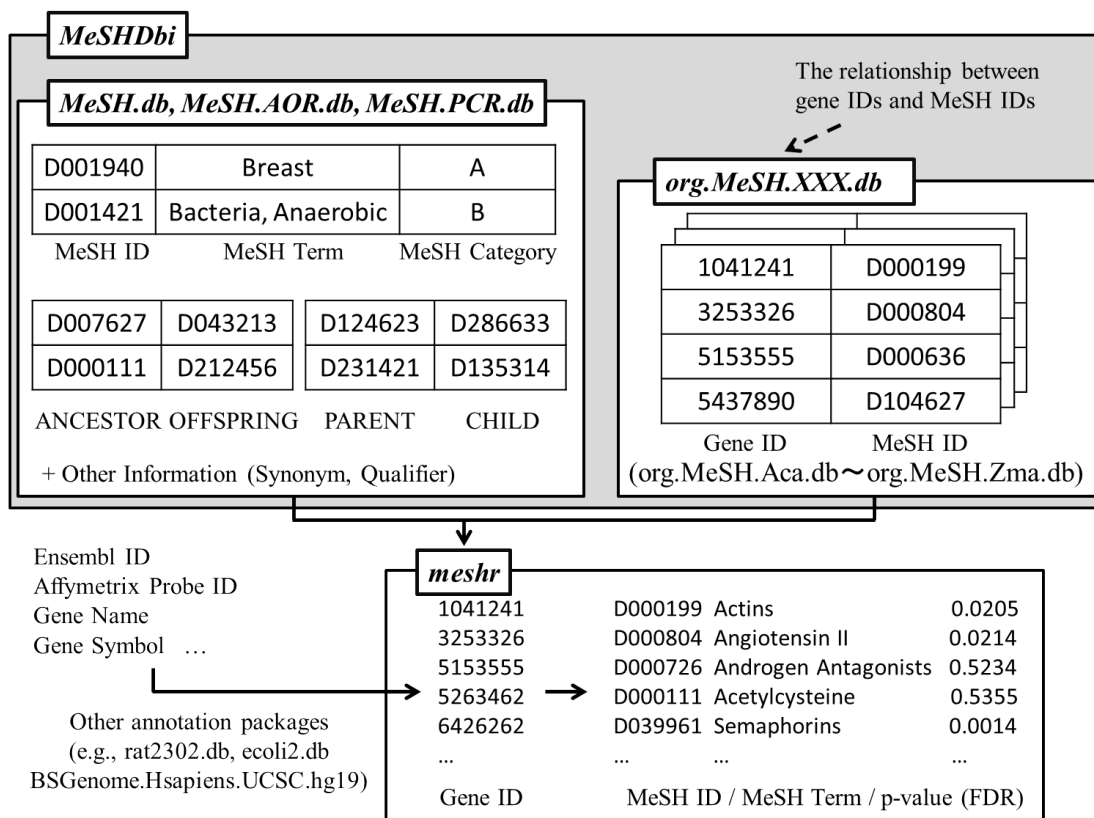 MeSHDbi
The relationship between
gene IDs and MeSH IDs
MeSH.db, MeSH.AOR.db, MeSH.PCR.db
D001940 Breast A
D001421 Bacteria, Anaerobic B
MeSH ID MeSH Term MeSH Category
D007627 D043213 D124623 D286633
D000111 D212456 D231421 D135314
ANCESTOR OFFSPRING PARENT CHILD
+ Other Information (Synonym, Qualifier)
org.MeSH.XXX.db
1041241 D000199
3253326 D000804
5153555 D000636
5437890 D104627
Gene ID MeSH ID
(org.MeSH.Aca.db～org.MeSH.Zma.db)
Ensembl ID
Affymetrix Probe ID
Gene Name
Gene Symbol …
Other annotation packages
(e.g., rat2302.db, ecoli2.db
BSGenome.Hsapiens.UCSC.hg19)
meshr
1041241 D000199 Actins 0.0205
3253326 D000804 Angiotensin II 0.0214
5153555 D000726 Androgen Antagonists 0.5234
5263462 D000111 Acetylcysteine 0.5355
6426262 D039961 Semaphorins 0.0014
… … … …
Gene ID MeSH ID / MeSH Term / p-value (FDR)